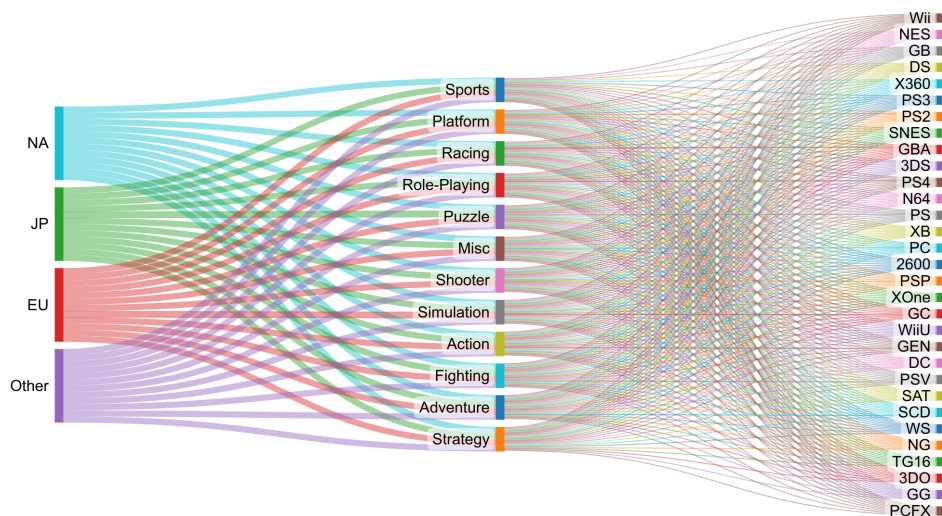 NA
JP
EU
Other
Sports
Platform
Racing
Role-Playing
Puzzle
Misc
Shooter
Simulation
Action
Fighting
Adventure
Strategy
Wii
NES
GB
DS
X360
PS3
PS2
SNES
GBA
3DS
PS4
N64
PS
XB
PC
2600
PSP
XOne
GC
WiiU
GEN
DC
PSV
SAT
SCD
WS
NG
TG16
3DO
GG
PCFX